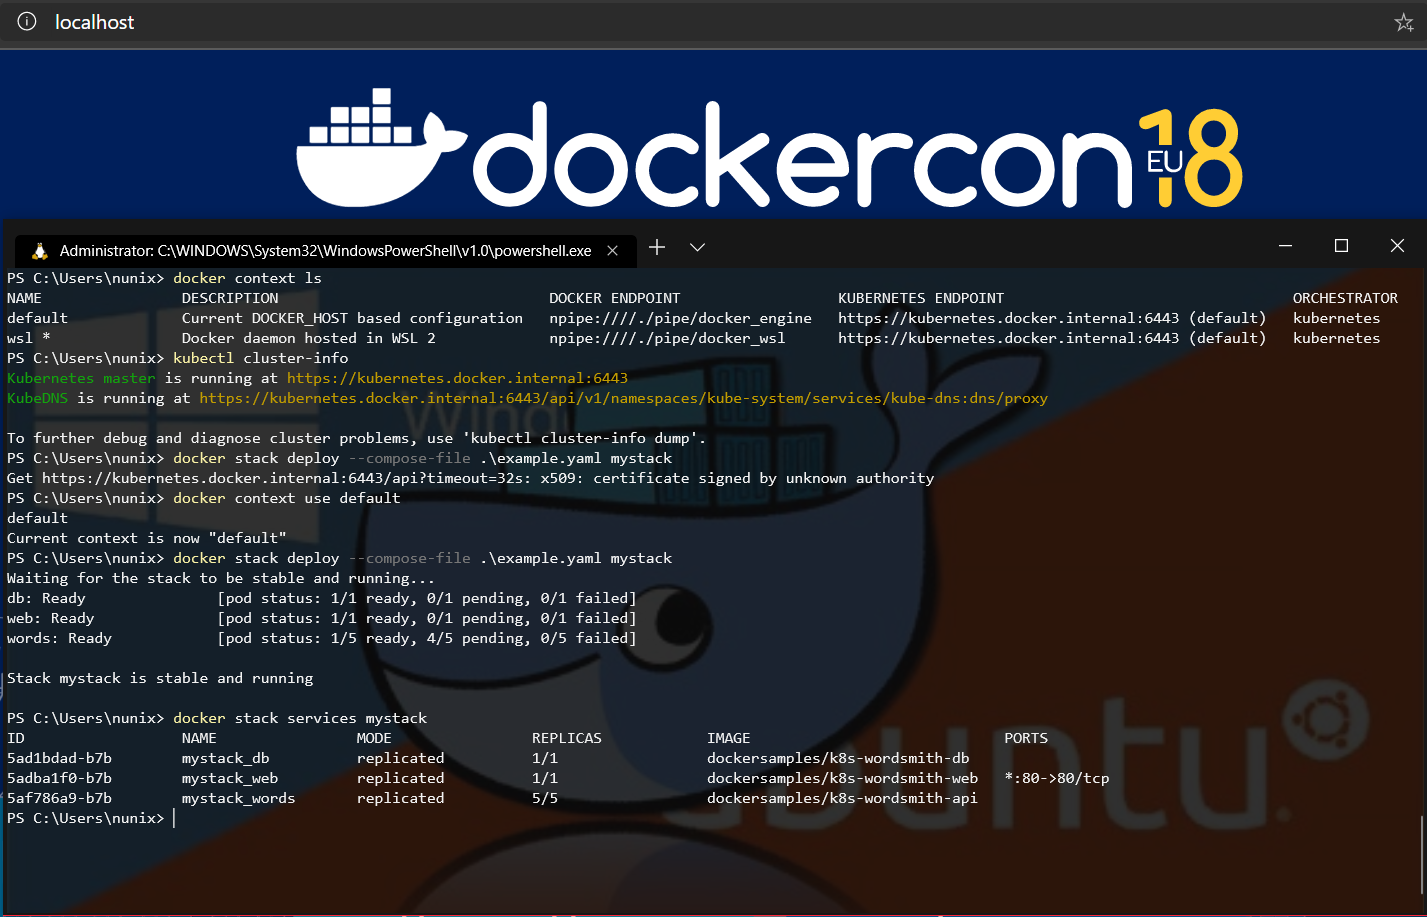 localhost
dockercon EU 18
Administrator: C:\WINDOWS\System32\WindowsPowerShell\v1.0\powershell.exe
PS C:\Users\nunix> docker context ls
NAME DESCRIPTION DOCKER ENDPOINT KUBERNETES ENDPOINT ORCHESTRATOR
default Current DOCKER_HOST based configuration npipe:////./pipe/docker_engine https://kubernetes.docker.internal:6443 (default) kubernetes
wsl * Docker daemon hosted in WSL 2 npipe:////./pipe/docker_wsl https://kubernetes.docker.internal:6443 (default) kubernetes
PS C:\Users\nunix> kubectl cluster-info
Kubernetes master is running at https://kubernetes.docker.internal:6443
KubeDNS is running at https://kubernetes.docker.internal:6443/api/v1/namespaces/kube-system/services/kube-dns:dns/proxy
To further debug and diagnose cluster problems, use 'kubectl cluster-info dump'.
PS C:\Users\nunix> docker stack deploy --compose-file .\example.yaml mystack
Get https://kubernetes.docker.internal:6443/api?timeout=32s: x509: certificate signed by unknown authority
PS C:\Users\nunix> docker context use default
default
Current context is now "default"
PS C:\Users\nunix> docker stack deploy --compose-file .\example.yaml mystack
Waiting for the stack to be stable and running...
db: Ready [pod status: 1/1 ready, 0/1 pending, 0/1 failed]
web: Ready [pod status: 1/1 ready, 0/1 pending, 0/1 failed]
words: Ready [pod status: 1/5 ready, 4/5 pending, 0/5 failed]
Stack mystack is stable and running
PS C:\Users\nunix> docker stack services mystack
ID NAME MODE REPLICAS IMAGE PORTS
5ad1bdad-b7b mystack_db replicated 1/1 dockersamples/k8s-wordsmith-db
5adba1f0-b7b mystack_web replicated 1/1 dockersamples/k8s-wordsmith-web *:80->80/tcp
5af786a9-b7b mystack_words replicated 5/5 dockersamples/k8s-wordsmith-api
PS C:\Users\nunix>